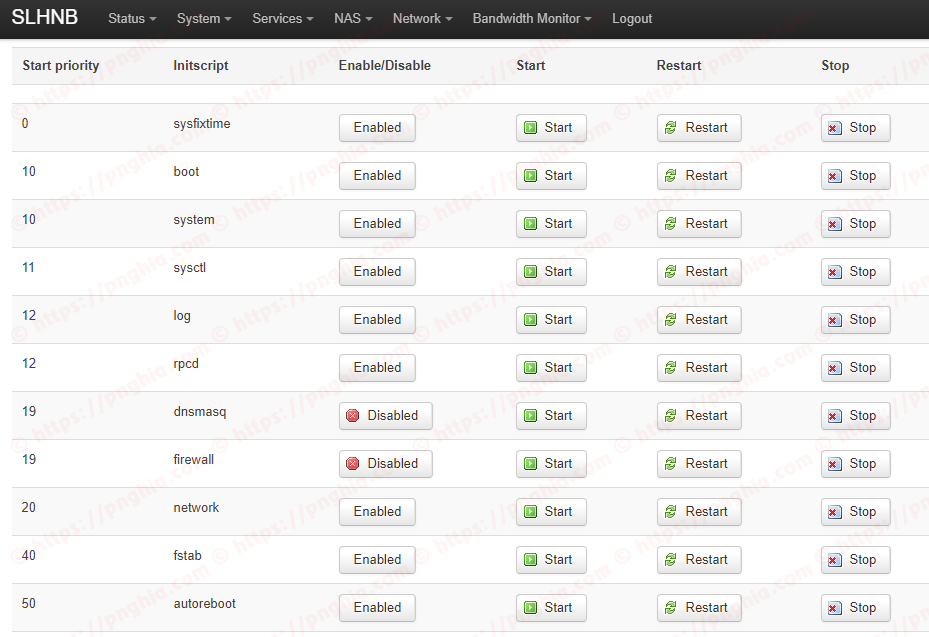 SLHNB Status System Services NAS Network Bandwidth Monitor Logout
Start priority Initscript Enable/Disable Start Restart Stop
0 sysfixtime Enabled Start Restart Stop
10 boot Enabled Start Restart Stop
10 system Enabled Start Restart Stop
11 sysctl Enabled Start Restart Stop
12 log Enabled Start Restart Stop
12 rpcd Enabled Start Restart Stop
19 dnsmasq Disabled Start Restart Stop
19 firewall Disabled Start Restart Stop
20 network Enabled Start Restart Stop
40 fstab Enabled Start Restart Stop
50 autoreboot Enabled Start Restart Stop
© https://pnghia.com